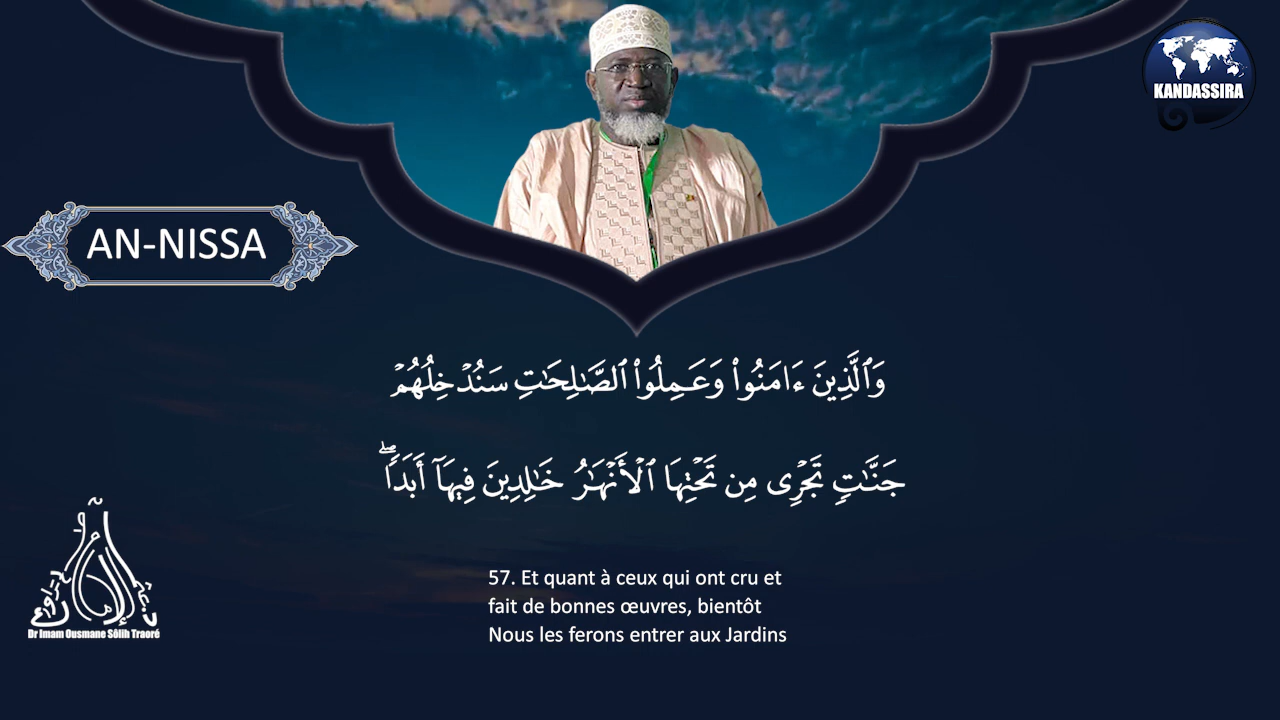 KANDASSIRA
AN-NISSA
وَٱلَّذِينَ ءَامَنُوا۟ وَعَمِلُوا۟ ٱلصَّـٰلِحَـٰتِ سَنُدْخِلُهُمْ
جَنَّـٰتٍ تَجْرِى مِن تَحْتِهَا ٱلْأَنْهَـٰرُ خَـٰلِدِينَ فِيهَآ أَبَدًا ۖ
57. Et quant à ceux qui ont cru et
fait de bonnes œuvres, bientôt
Nous les ferons entrer aux Jardins
Dr Imam Ousmane Sôlih Traoré